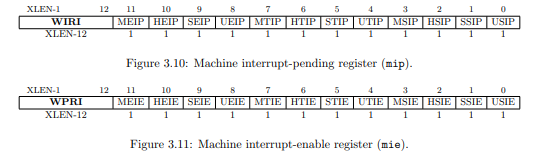 XLEN-1 12 11 10 9 8 7 6 5 4 3 2 1 0
WIRI MEIP HEIP SEIP UEIP MTIP HTIP STIP UTIP MSIP HSIP SSIP USIP
XLEN-12 1 1 1 1 1 1 1 1 1 1 1 1
Figure 3.10: Machine interrupt-pending register (mip).
XLEN-1 12 11 10 9 8 7 6 5 4 3 2 1 0
WPRI MEIE HEIE SEIE UEIE MTIE HTIE STIE UTIE MSIE HSIE SSIE USIE
XLEN-12 1 1 1 1 1 1 1 1 1 1 1 1
Figure 3.11: Machine interrupt-enable register (mie).